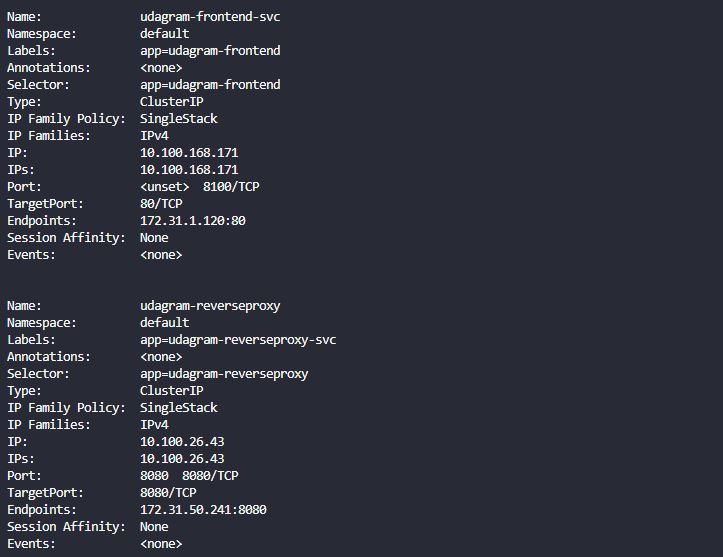 Name: udagram-frontend-svc
Namespace: default
Labels: app=udagram-frontend
Annotations: <none>
Selector: app=udagram-frontend
Type: ClusterIP
IP Family Policy: SingleStack
IP Families: IPv4
IP: 10.100.168.171
IPs: 10.100.168.171
Port: <unset> 8100/TCP
TargetPort: 80/TCP
Endpoints: 172.31.1.120:80
Session Affinity: None
Events: <none>
Name: udagram-reverseproxy
Namespace: default
Labels: app=udagram-reverseproxy-svc
Annotations: <none>
Selector: app=udagram-reverseproxy
Type: ClusterIP
IP Family Policy: SingleStack
IP Families: IPv4
IP: 10.100.26.43
IPs: 10.100.26.43
Port: 8080 8080/TCP
TargetPort: 8080/TCP
Endpoints: 172.31.50.241:8080
Session Affinity: None
Events: <none>